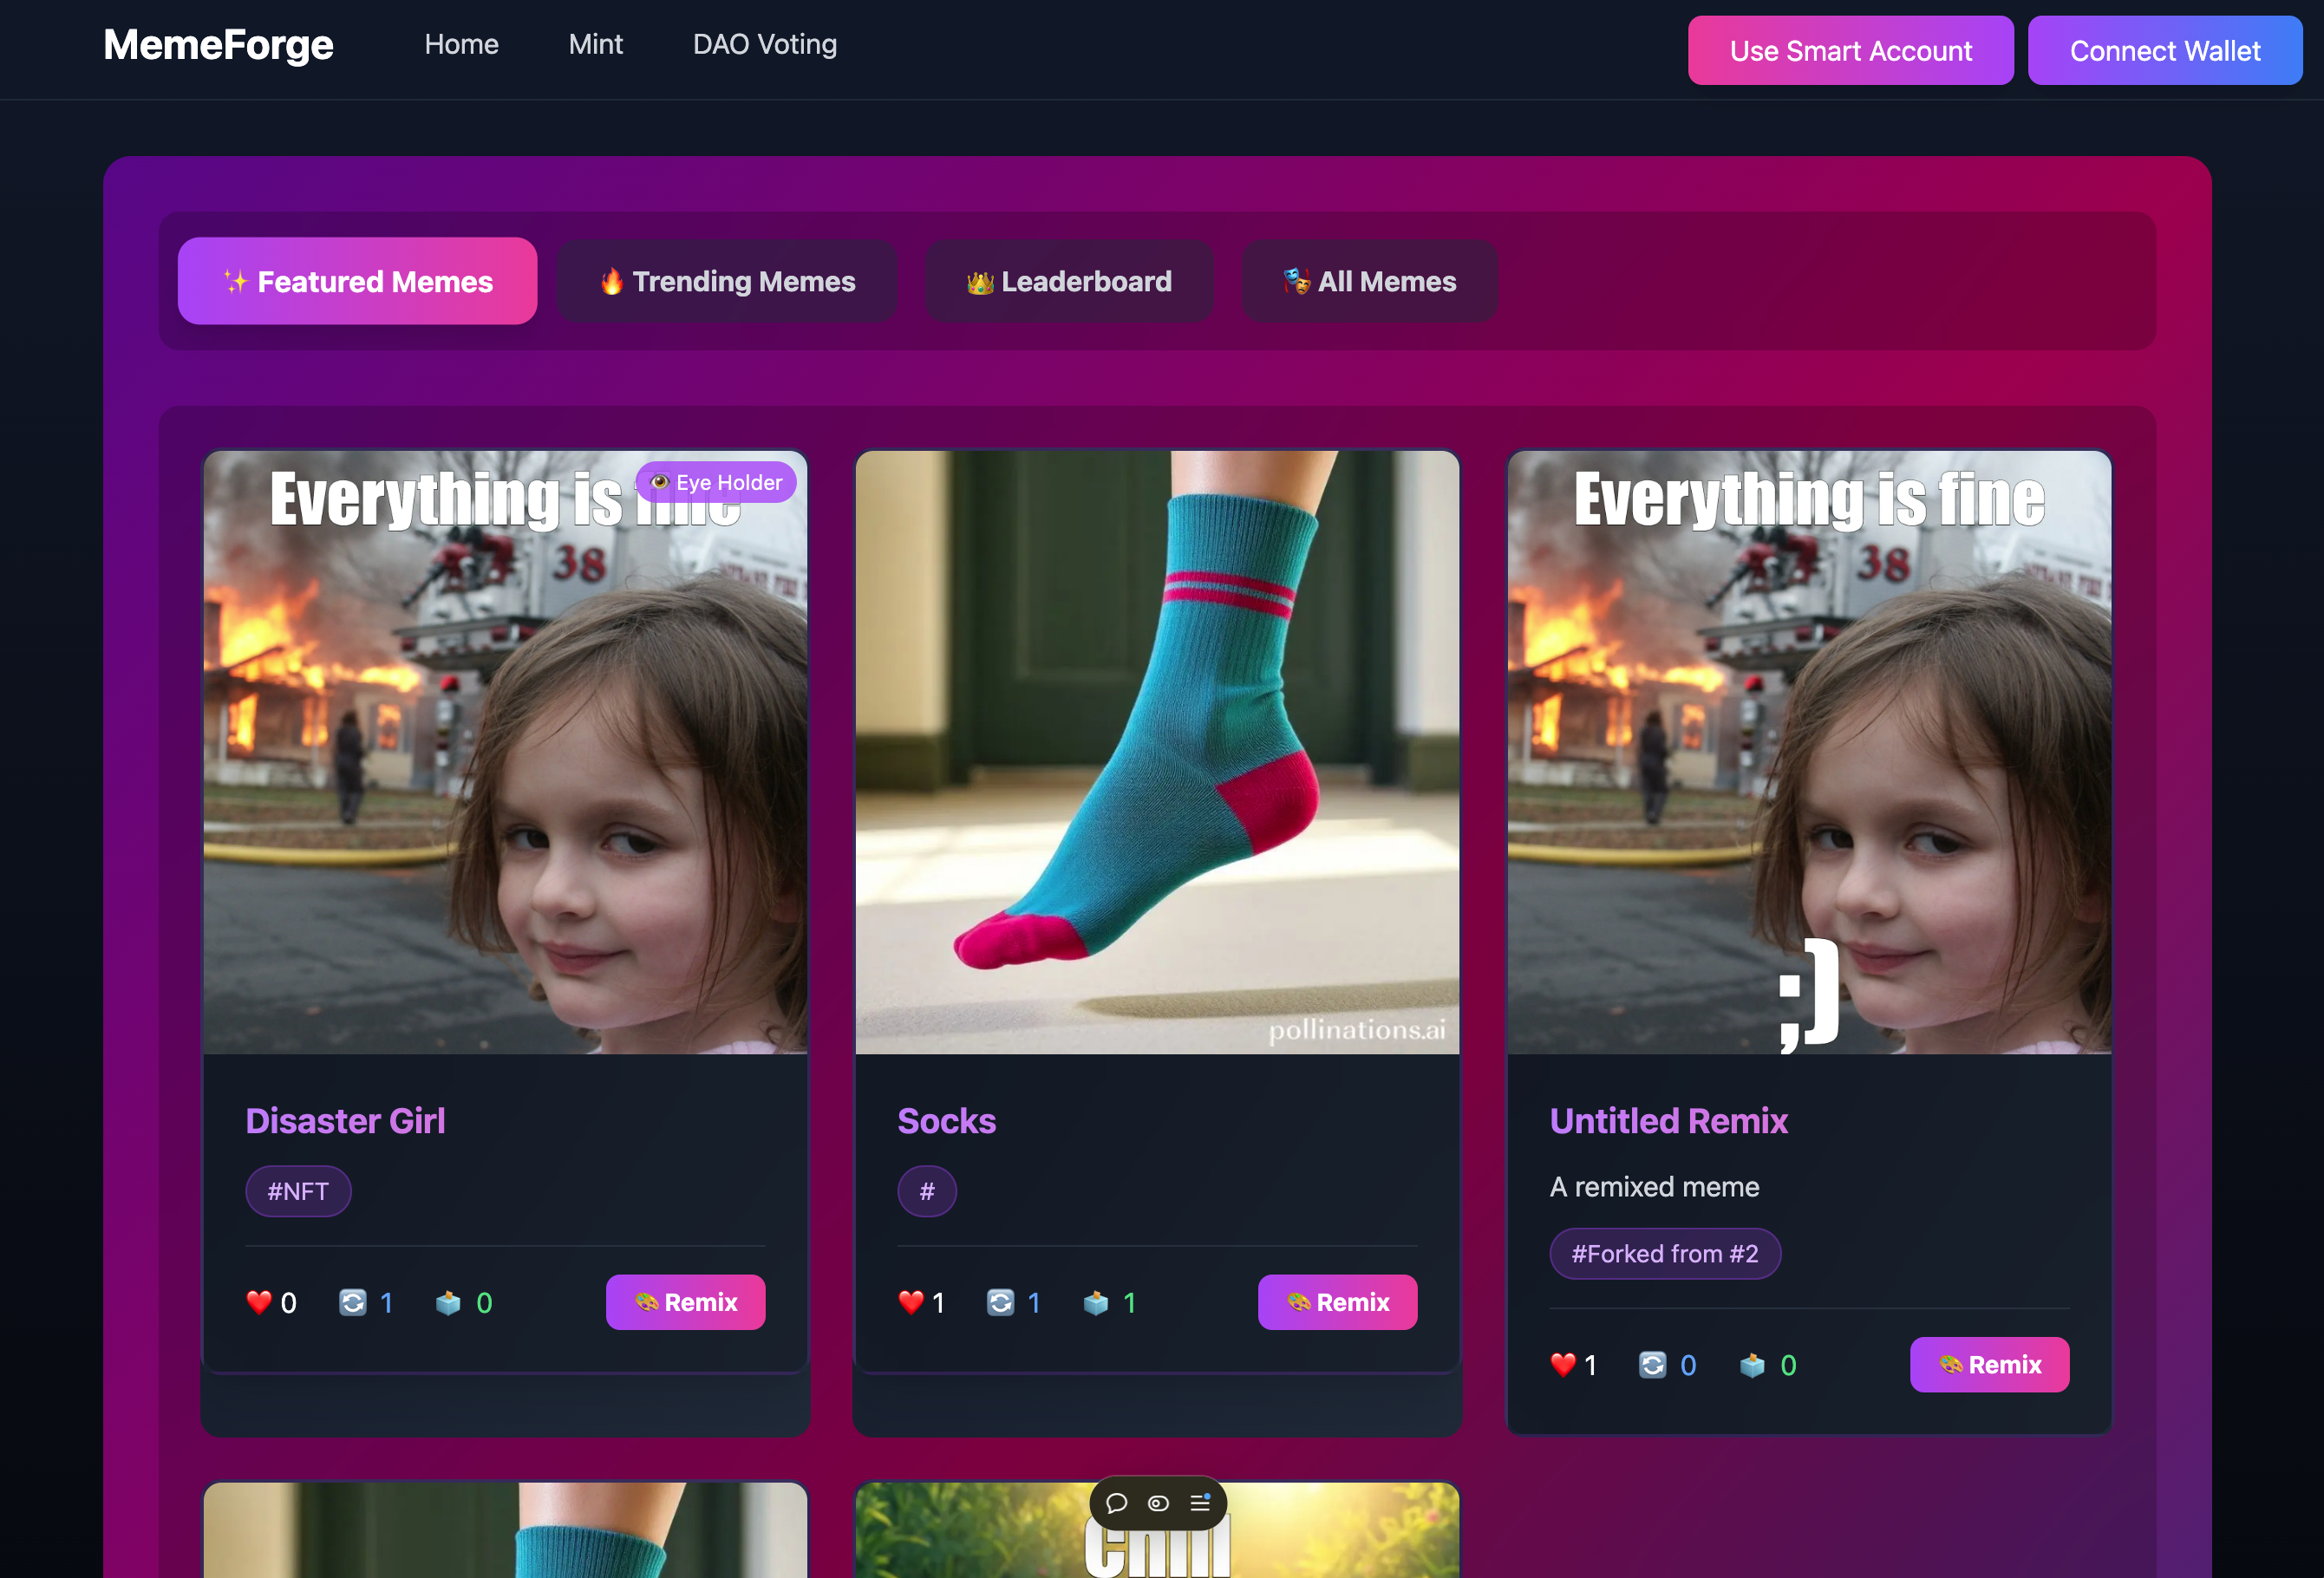 MemeForge Home Mint DAO Voting Use Smart Account Connect Wallet
✨ Featured Memes 🔥 Trending Memes 👑 Leaderboard 🎭 All Memes
Everything is fine
👁️ Eye Holder
38
Disaster Girl
#NFT
❤️ 0 🔄 1 🗳️ 0 🎨 Remix
pollinations.ai
Socks
#
❤️ 1 🔄 1 🗳️ 1 🎨 Remix
Everything is fine
38
;)
Untitled Remix
A remixed meme
#Forked from #2
❤️ 1 🔄 0 🗳️ 0 🎨 Remix
Chill